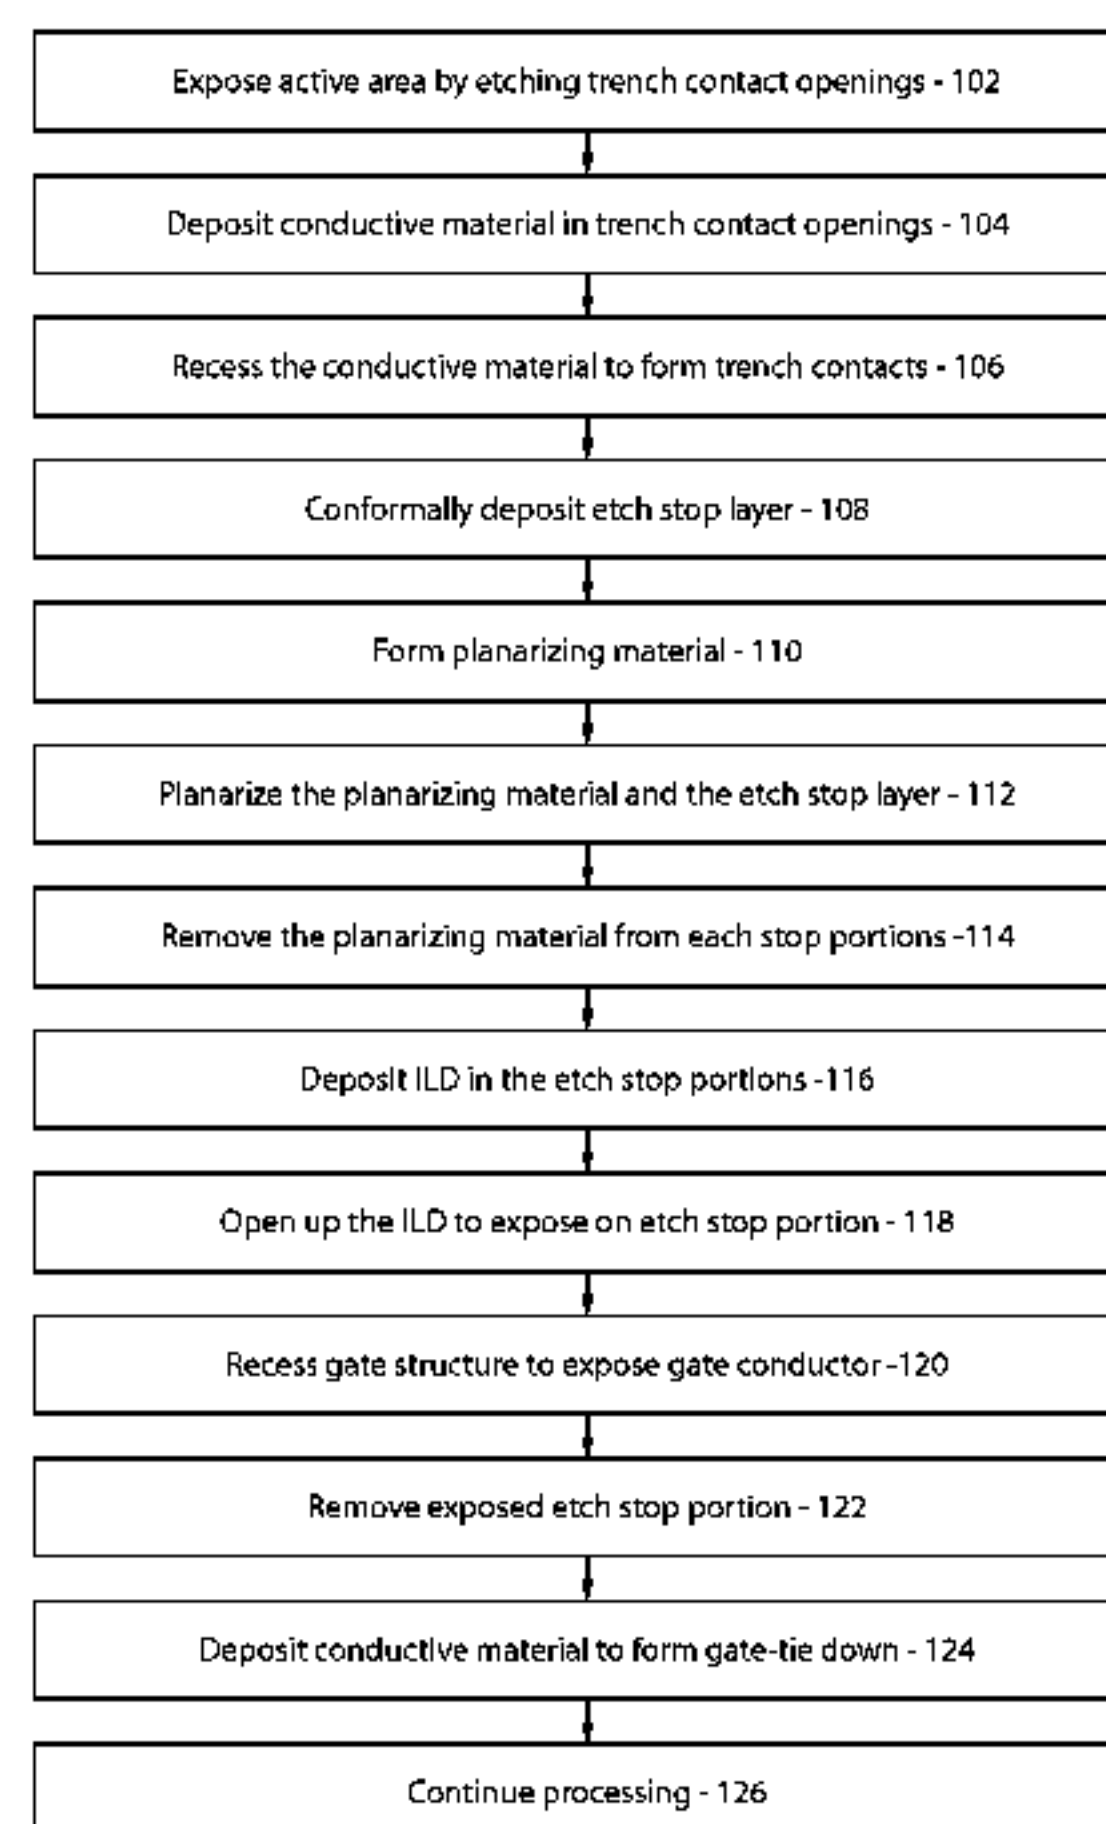 Expose active area by etching trench contact openings - 102
Deposit conductive material in trench contact openings - 104
Recess the conductive material to form trench contacts - 106
Conformally deposit etch stop layer - 108
Form planarizing material - 110
Planarize the planarizing material and the etch stop layer - 112
Remove the planarizing material from each stop portions -114
Deposit ILD in the etch stop portions -116
Open up the ILD to expose on etch stop portion - 118
Recess gate structure to expose gate conductor -120
Remove exposed etch stop portion - 122
Deposit conductive material to form gate-tie down - 124
Continue processing - 126